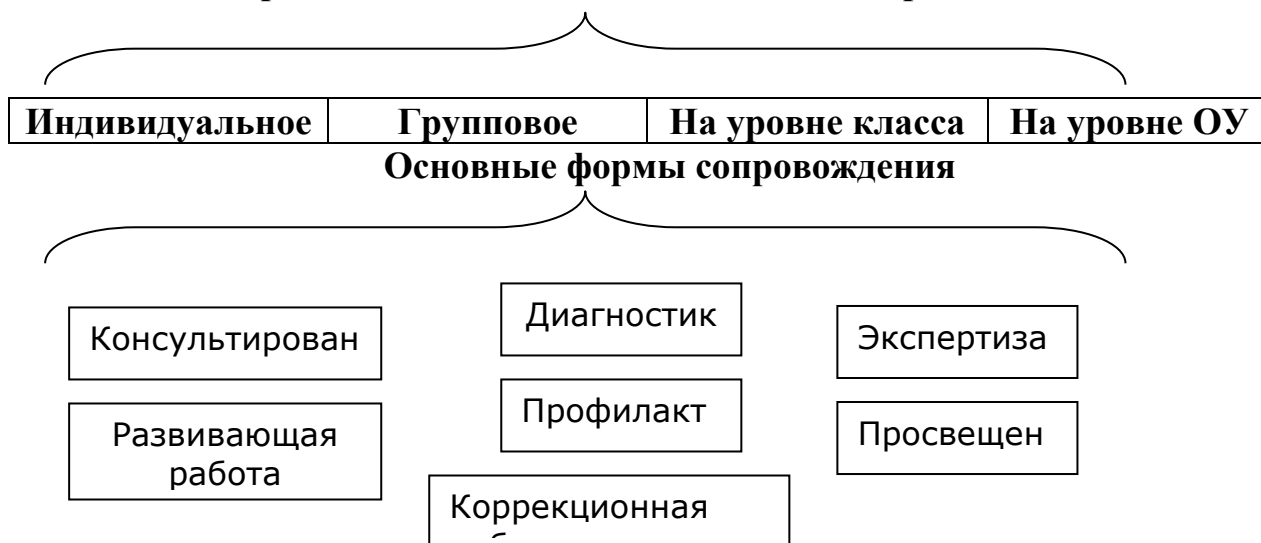 Индивидуальное Групповое На уровне класса На уровне ОУ
Основные формы сопровождения
Диагностик
Консультирован
Экспертиза
Профилакт
Развивающая
работа
Просвещен
Коррекционная